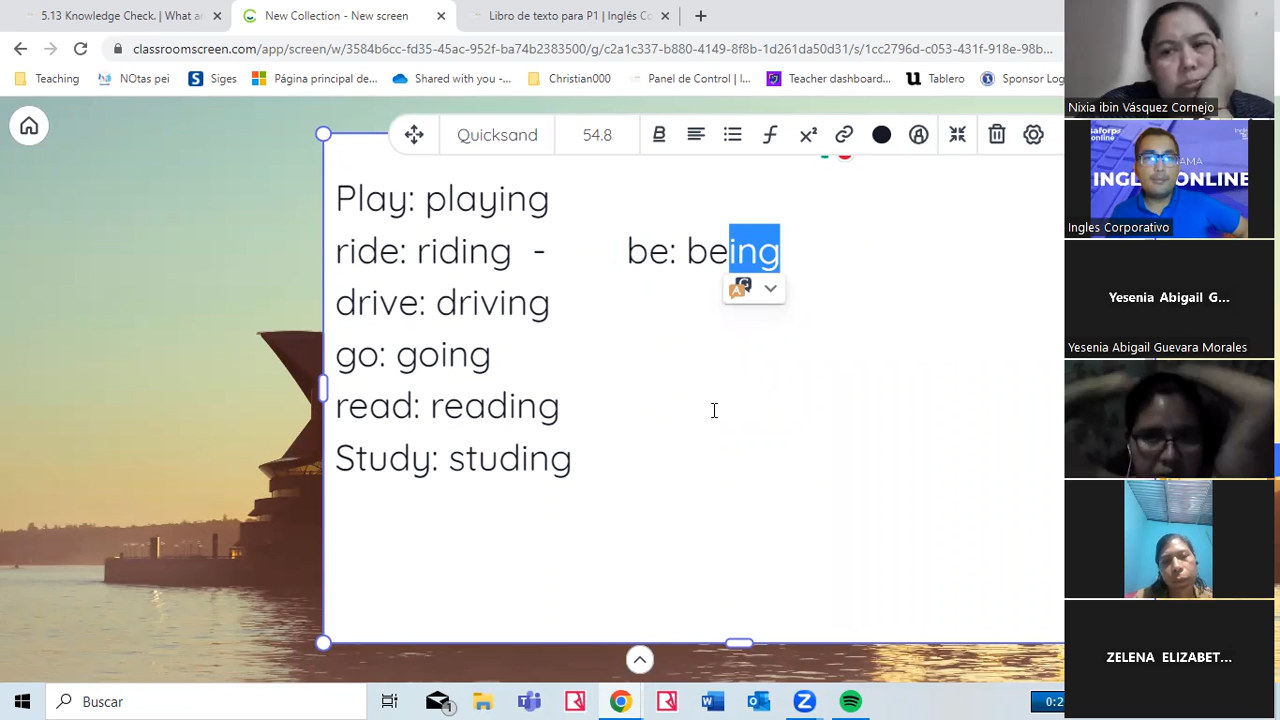 5.13 Knowledge Check. | What ar
New Collection - New screen
Libro de texto para P1 | Inglés Co
classroomscreen.com/app/screen/w/3584b6cc-fd35-45ac-952f-ba74b2383500/g/c2a1c337-b880-4149-8f6b-1d261da50d31/s/1cc2796d-c053-431f-918e-98b...
Teaching
NOtas pei
Siges
Página principal de...
Shared with you -...
Christian000
Panel de Control | I...
Teacher dashboard...
Tablero
Sponsor Log
Quicksand 54.8
Play: playing
ride: riding - be: being
drive: driving
go: going
read: reading
Study: studing
Nixia ibin Vásquez Cornejo
INGL ONLINE
Ingles Corporativo
Yesenia Abigail G...
Yesenia Abigail Guevara Morales
ZELENA ELIZABET...
Buscar
0:2